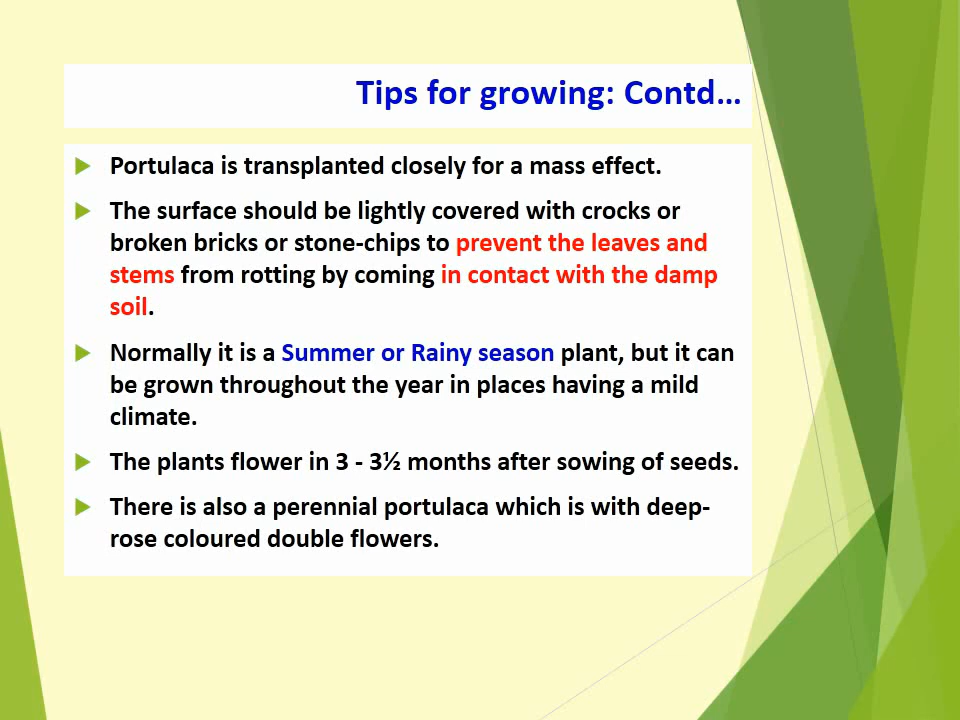 Tips for growing: Contd…
Portulaca is transplanted closely for a mass effect.
The surface should be lightly covered with crocks or
broken bricks or stone-chips to prevent the leaves and
stems from rotting by coming in contact with the damp
soil.
Normally it is a Summer or Rainy season plant, but it can
be grown throughout the year in places having a mild
climate.
The plants flower in 3 - 3½ months after sowing of seeds.
There is also a perennial portulaca which is with deep-
rose coloured double flowers.